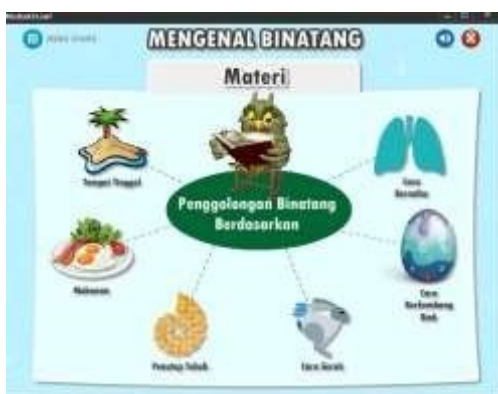 MENGENAL BINATANG
Materi
Tempat Tinggal
Cara
Bernafas
Penggolongan Binatang
Berdasarkan
Makanan
Cara
Berkembang
Biak
Penutup Tubuh
Cara Gerak